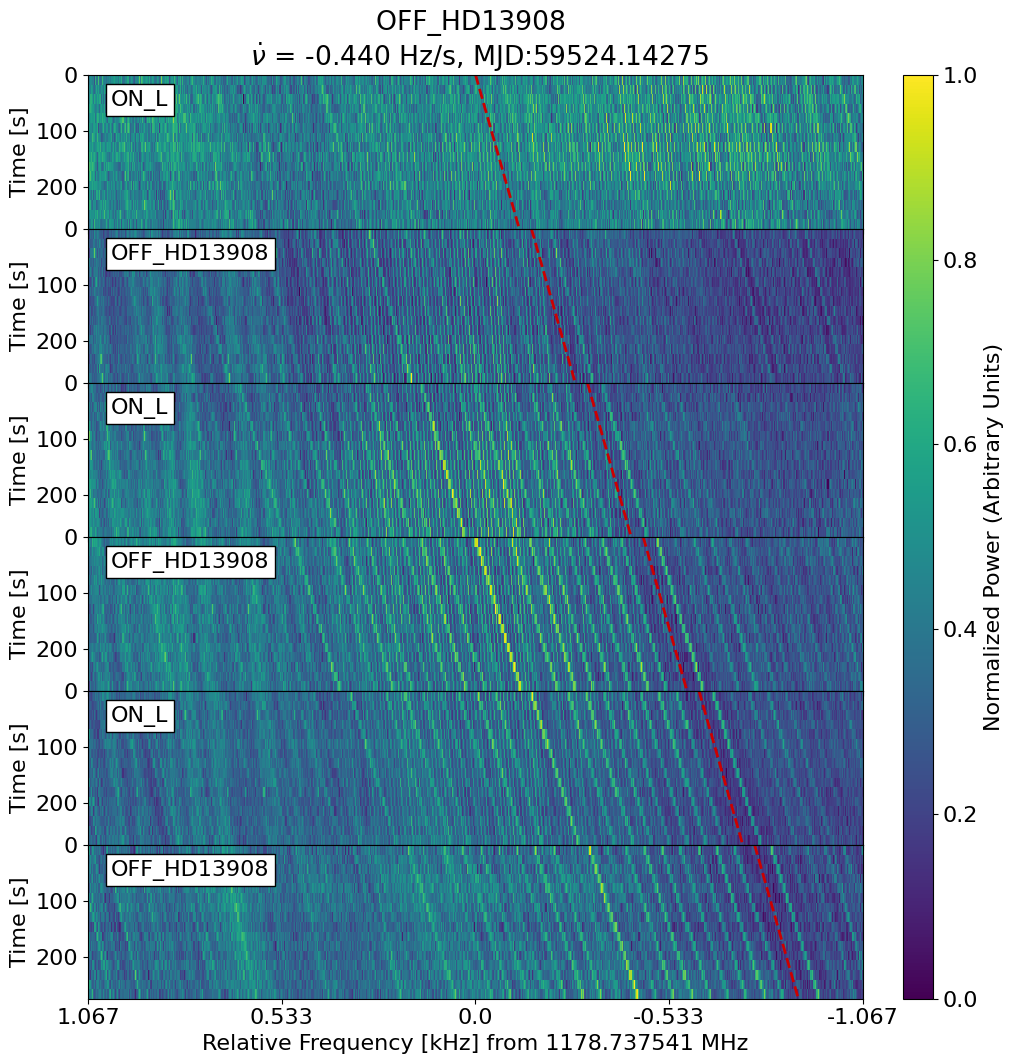 OFF_HD13908
ν̇ = -0.440 Hz/s, MJD:59524.14275
0
ON_L
100
Time [s]
200
0
OFF_HD13908
100
Time [s]
200
0
ON_L
100
Time [s]
200
0
OFF_HD13908
100
Time [s]
200
0
ON_L
100
Time [s]
200
0
OFF_HD13908
100
Time [s]
200
1.067 0.533 0.0 -0.533 -1.067
Relative Frequency [kHz] from 1178.737541 MHz
1.0
0.8
0.6
0.4
0.2
0.0
Normalized Power (Arbitrary Units)